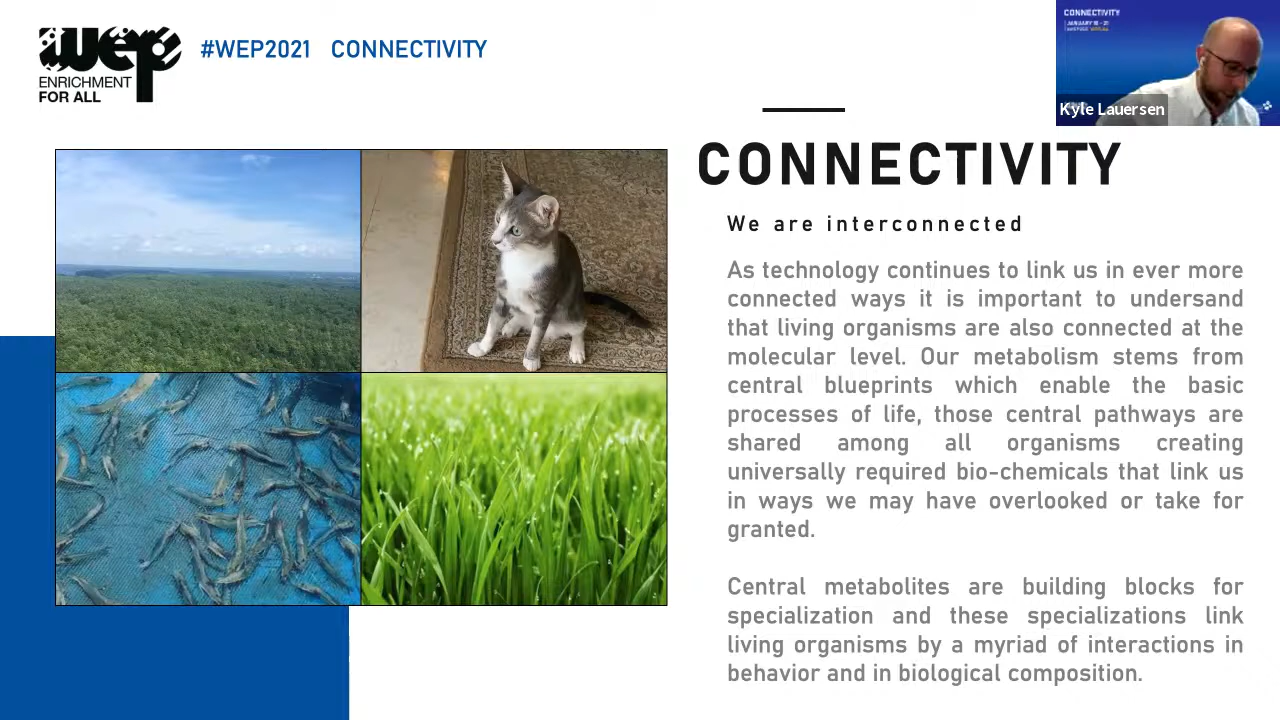 wep
ENRICHMENT
FOR ALL
#WEP2021 CONNECTIVITY
CONNECTIVITY
JANUARY 10 - 21
Kyle Lauersen
CONNECTIVITY
We are interconnected
As technology continues to link us in ever more
connected ways it is important to undersand
that living organisms are also connected at the
molecular level. Our metabolism stems from
central blueprints which enable the basic
processes of life, those central pathways are
shared among all organisms creating
universally required bio-chemicals that link us
in ways we may have overlooked or take for
granted.
Central metabolites are building blocks for
specialization and these specializations link
living organisms by a myriad of interactions in
behavior and in biological composition.